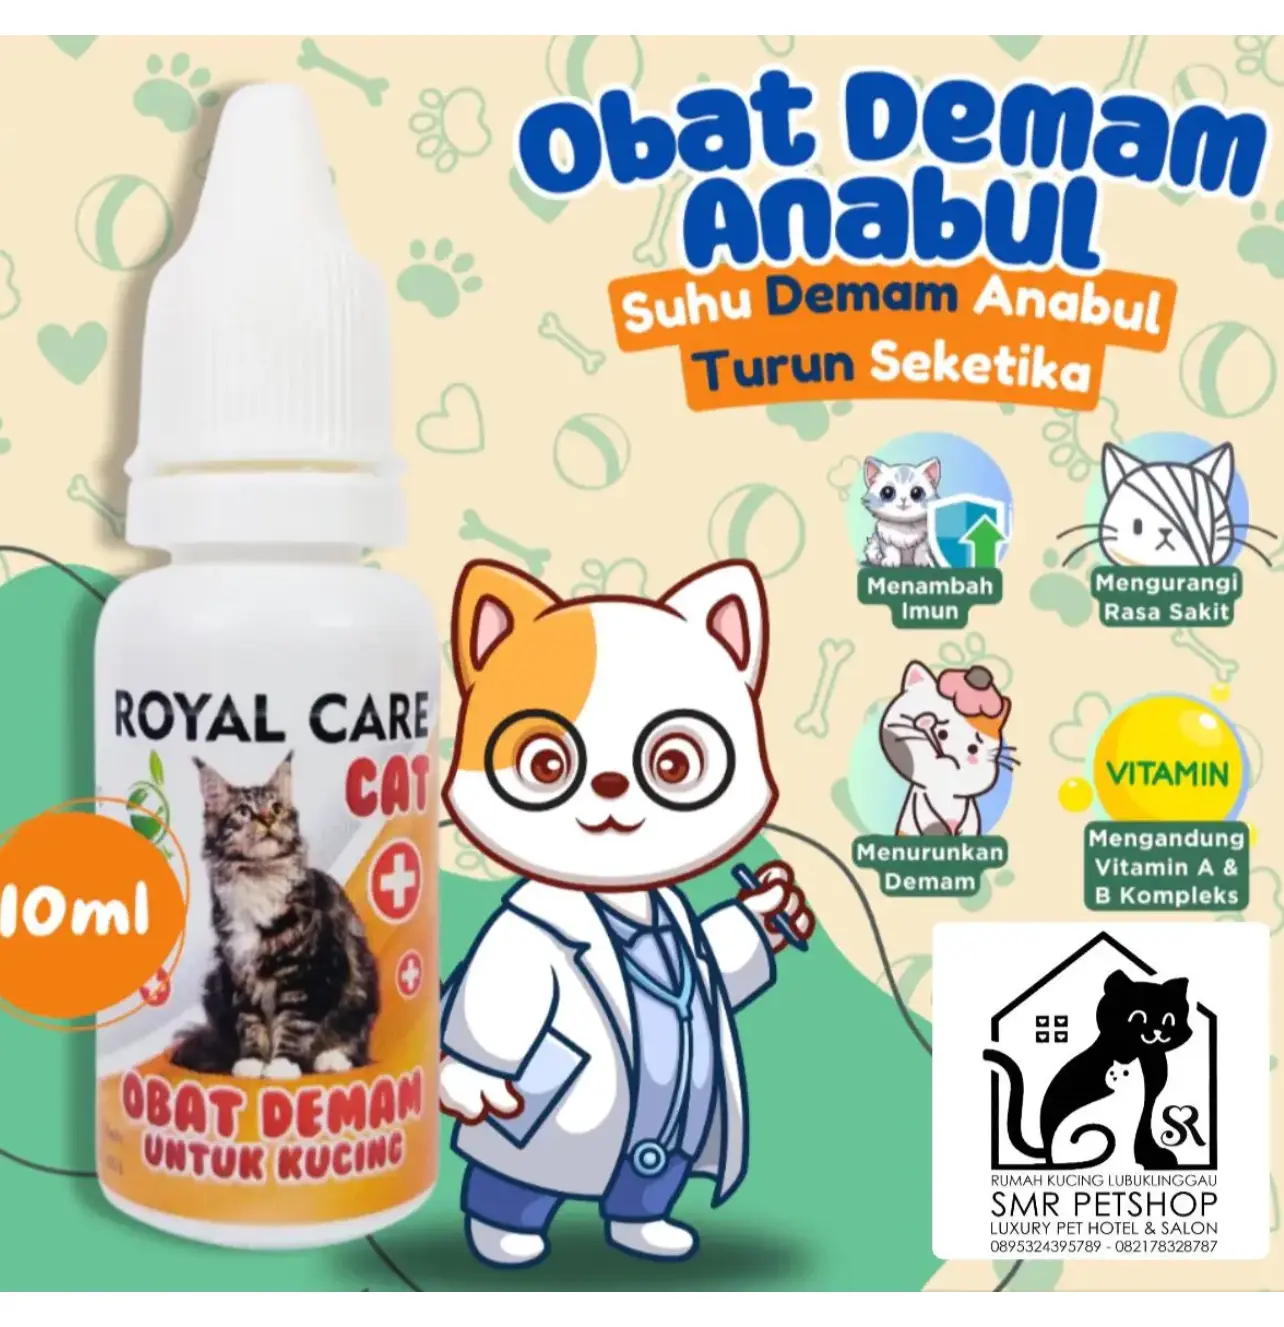 Obat Demam
Anabul
Suhu Demam Anabul
Turun Seketika
Menambah
Imun
Mengurangi
Rasa Sakit
Menurunkan
Demam
VITAMIN
Mengandung
Vitamin A &
B Kompleks
ROYAL CARE
CAT
10ml
OBAT DEMAM
UNTUK KUCING
SR
RUMAH KUCING LUBUKLINGGAU
SMR PETSHOP
LUXURY PET HOTEL & SALON
0895324395789 - 082178328787